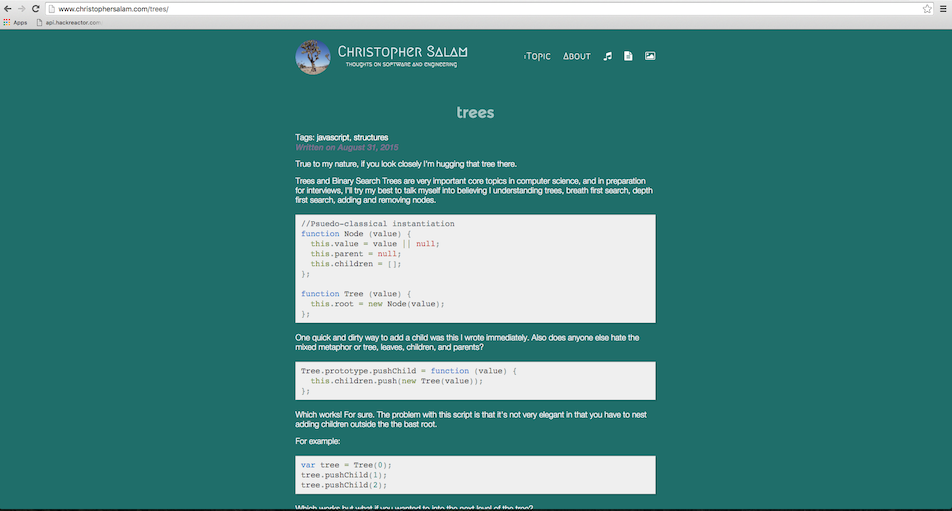 www.christophersalam.com/trees/
Apps
api.hackreactor.com
Christopher Salam
Thoughts on Software and Engineering
›Topic
About
trees
Tags: javascript, structures
Written on August 31, 2015
True to my nature, if you look closely I'm hugging that tree there.
Trees and Binary Search Trees are very important core topics in computer science, and in preparation
for interviews, I'll try my best to talk myself into believing I understanding trees, breath first search, depth
first search, adding and removing nodes.
//Psuedo-classical instantiation
function Node (value) {
this.value = value || null;
this.parent = null;
this.children = [];
};
function Tree (value) {
this.root = new Node(value);
};
One quick and dirty way to add a child was this I wrote immediately. Also does anyone else hate the
mixed metaphor or tree, leaves, children, and parents?
Tree.prototype.pushChild = function (value) {
this.children.push(new Tree(value));
};
Which works! For sure. The problem with this script is that it's not very elegant in that you have to nest
adding children outside the the bast root.
For example:
var tree = Tree(0);
tree.pushChild(1);
tree.pushChild(2);
Which works but what if you wanted to into the next level of the tree?